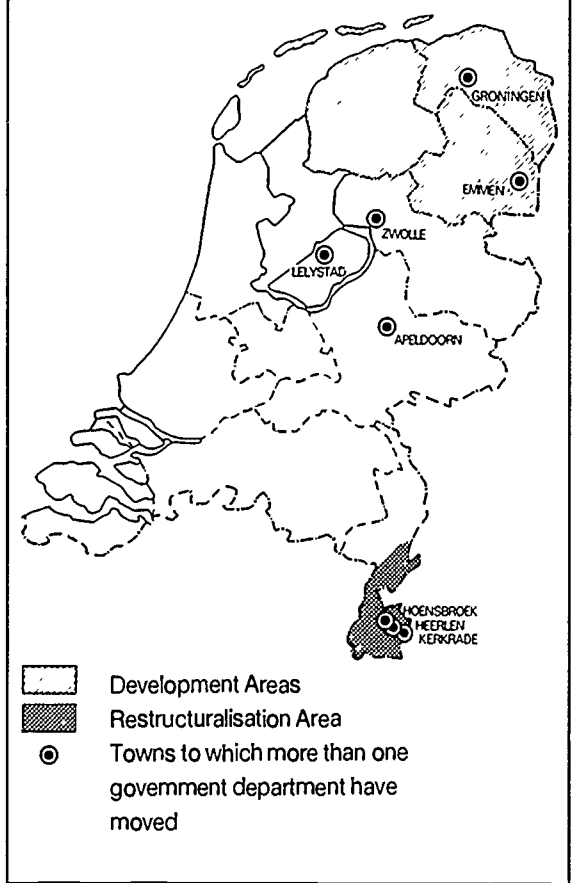 GRONINGEN
EMMEN
ZWOLLE
LELYSTAD
APELDOORN
HOENSBROEK
HEERLEN
KERKRADE
Development Areas
Restructuralisation Area
Towns to which more than one
govemment department have
moved